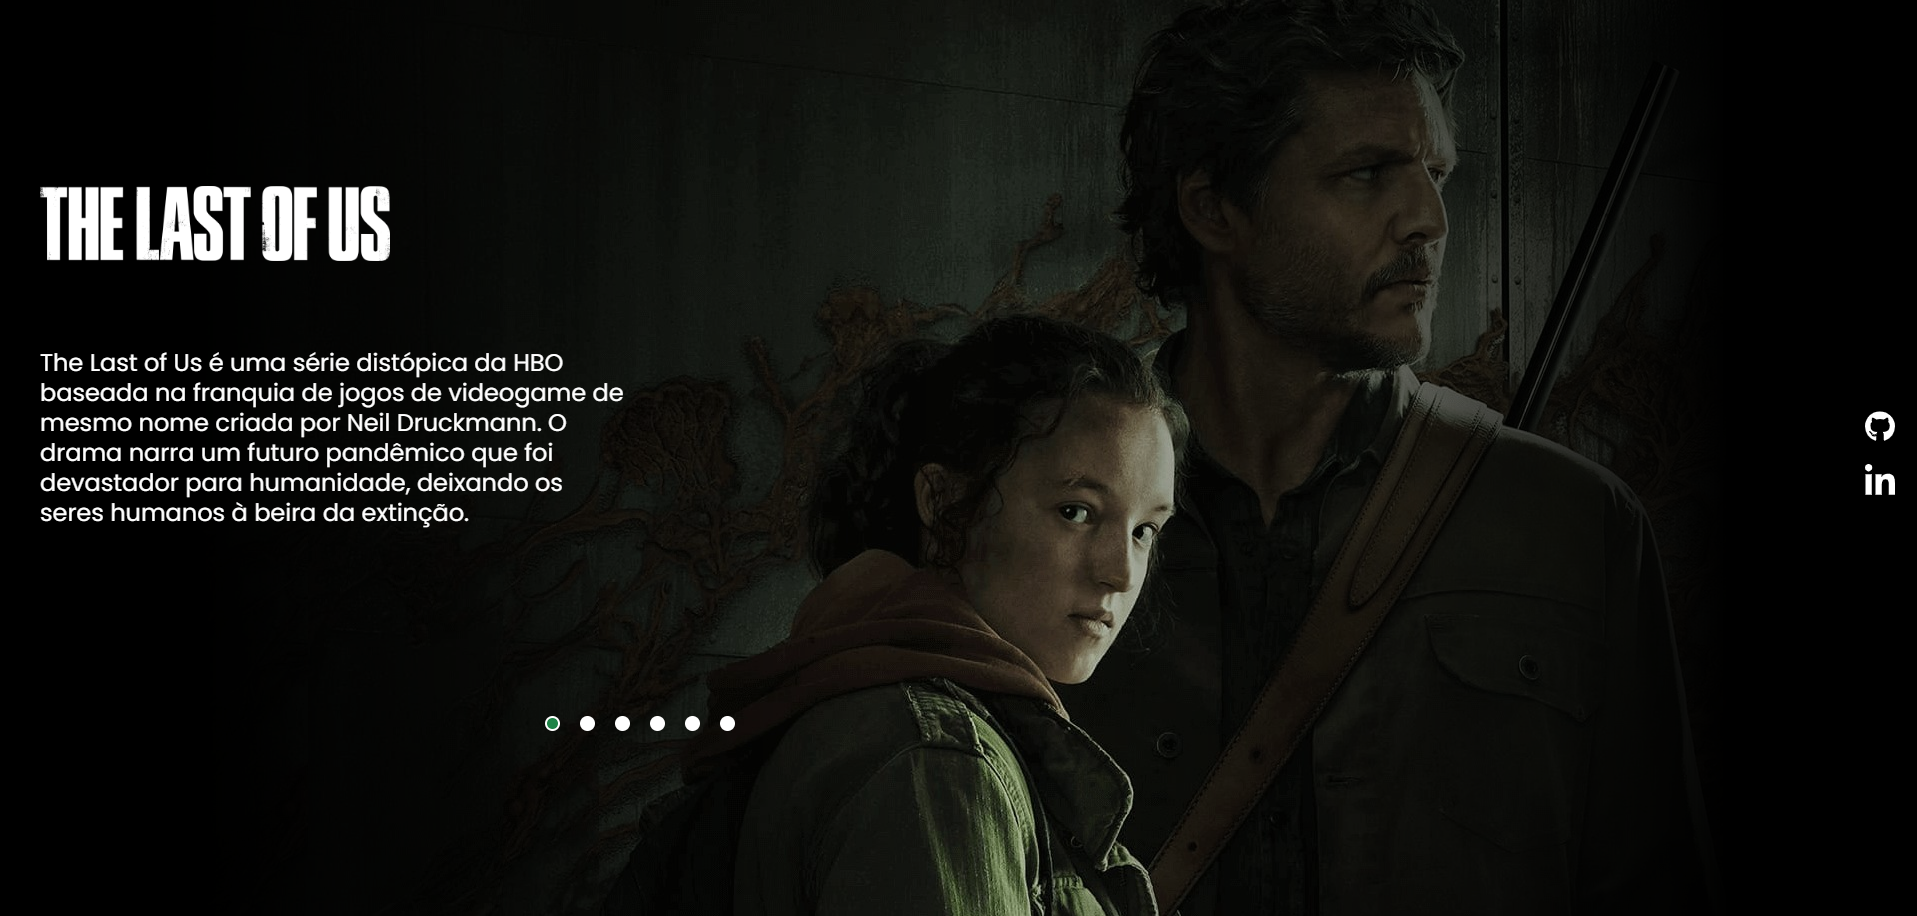 THE LAST OF US
The Last of Us é uma série distópica da HBO
baseada na franquia de jogos de videogame de
mesmo nome criada por Neil Druckmann. O
drama narra um futuro pandêmico que foi
devastador para humanidade, deixando os
seres humanos à beira da extinção.
in